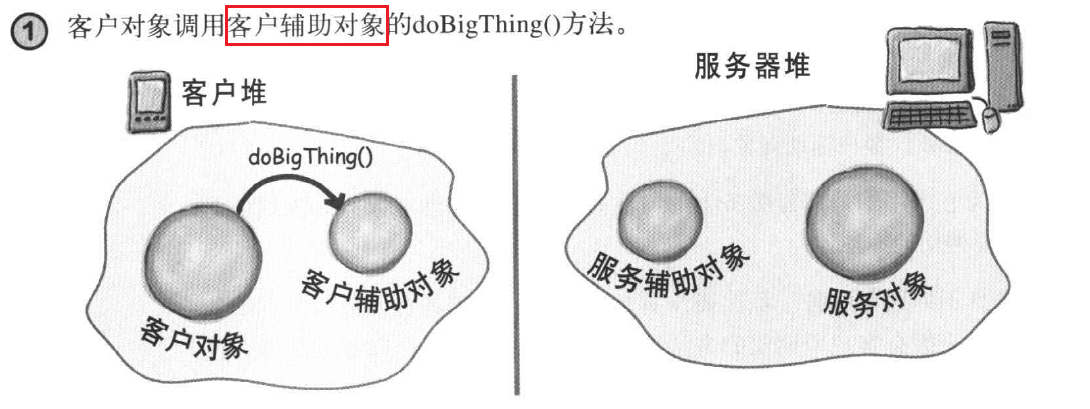 1 客户对象调用客户辅助对象的doBigThing()方法。
客户堆
服务器堆
doBigThing()
客户对象
客户辅助对象
服务辅助对象
服务对象